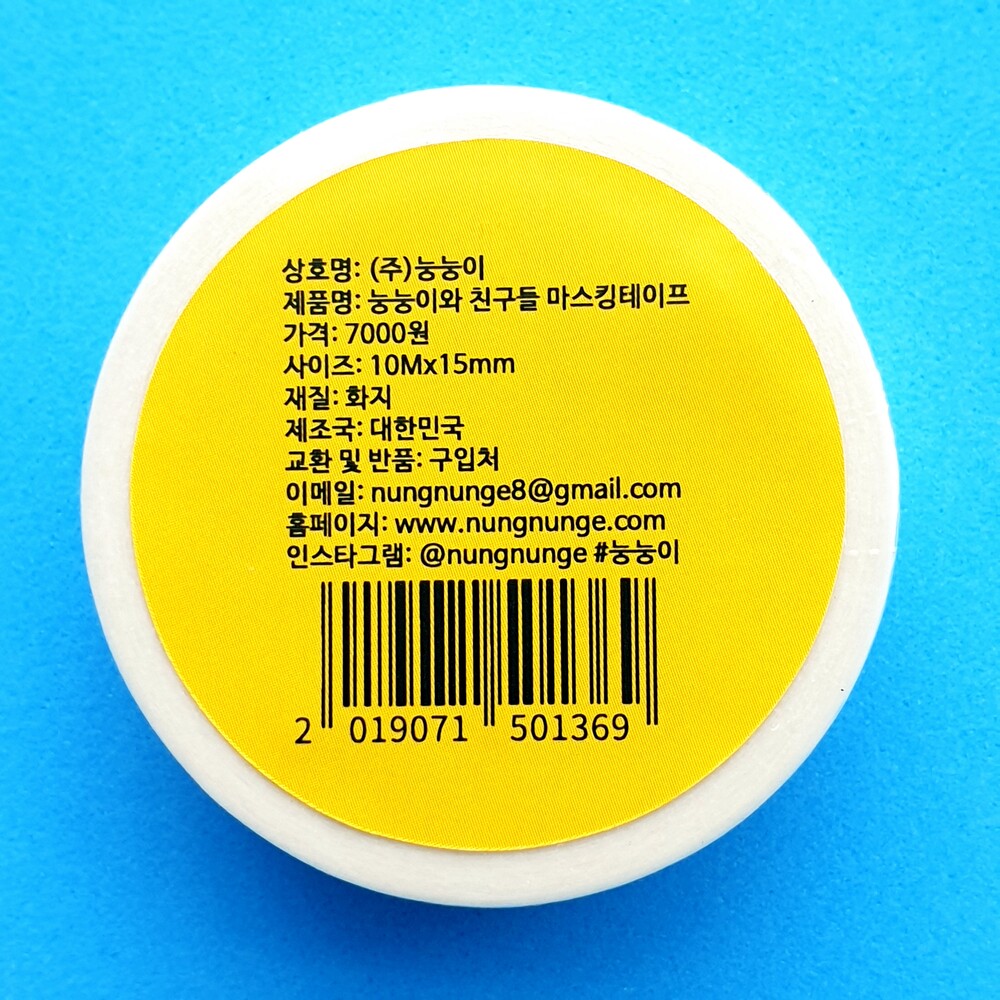 상호명: (주)눙눙이
제품명: 눙눙이와 친구들 마스킹테이프
가격: 7000원
사이즈: 10Mx15mm
재질: 화지
제조국: 대한민국
교환 및 반품: 구입처
이메일: nungnunge8@gmail.com
홈페이지: www.nungnunge.com
인스타그램: @nungnunge #눙눙이
2 019071 501369